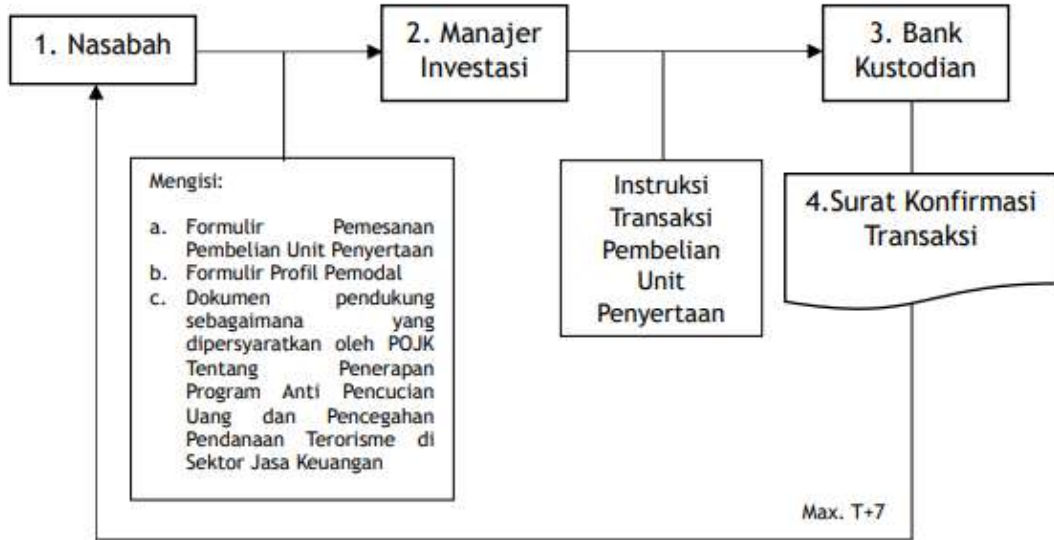 1. Nasabah
2. Manajer
Investasi
3. Bank
Kustodian
Mengisi:
a. Formulir Pemesanan
Pembelian Unit Penyertaan
b. Formulir Profil Pemodal
c. Dokumen pendukung
sebagaimana yang
dipersyaratkan oleh POJK
Tentang Penerapan
Program Anti Pencucian
Uang dan Pencegahan
Pendanaan Terorisme di
Sektor Jasa Keuangan
Instruksi
Transaksi
Pembelian
Unit
Penyertaan
4.Surat Konfirmasi
Transaksi
Max. T+7